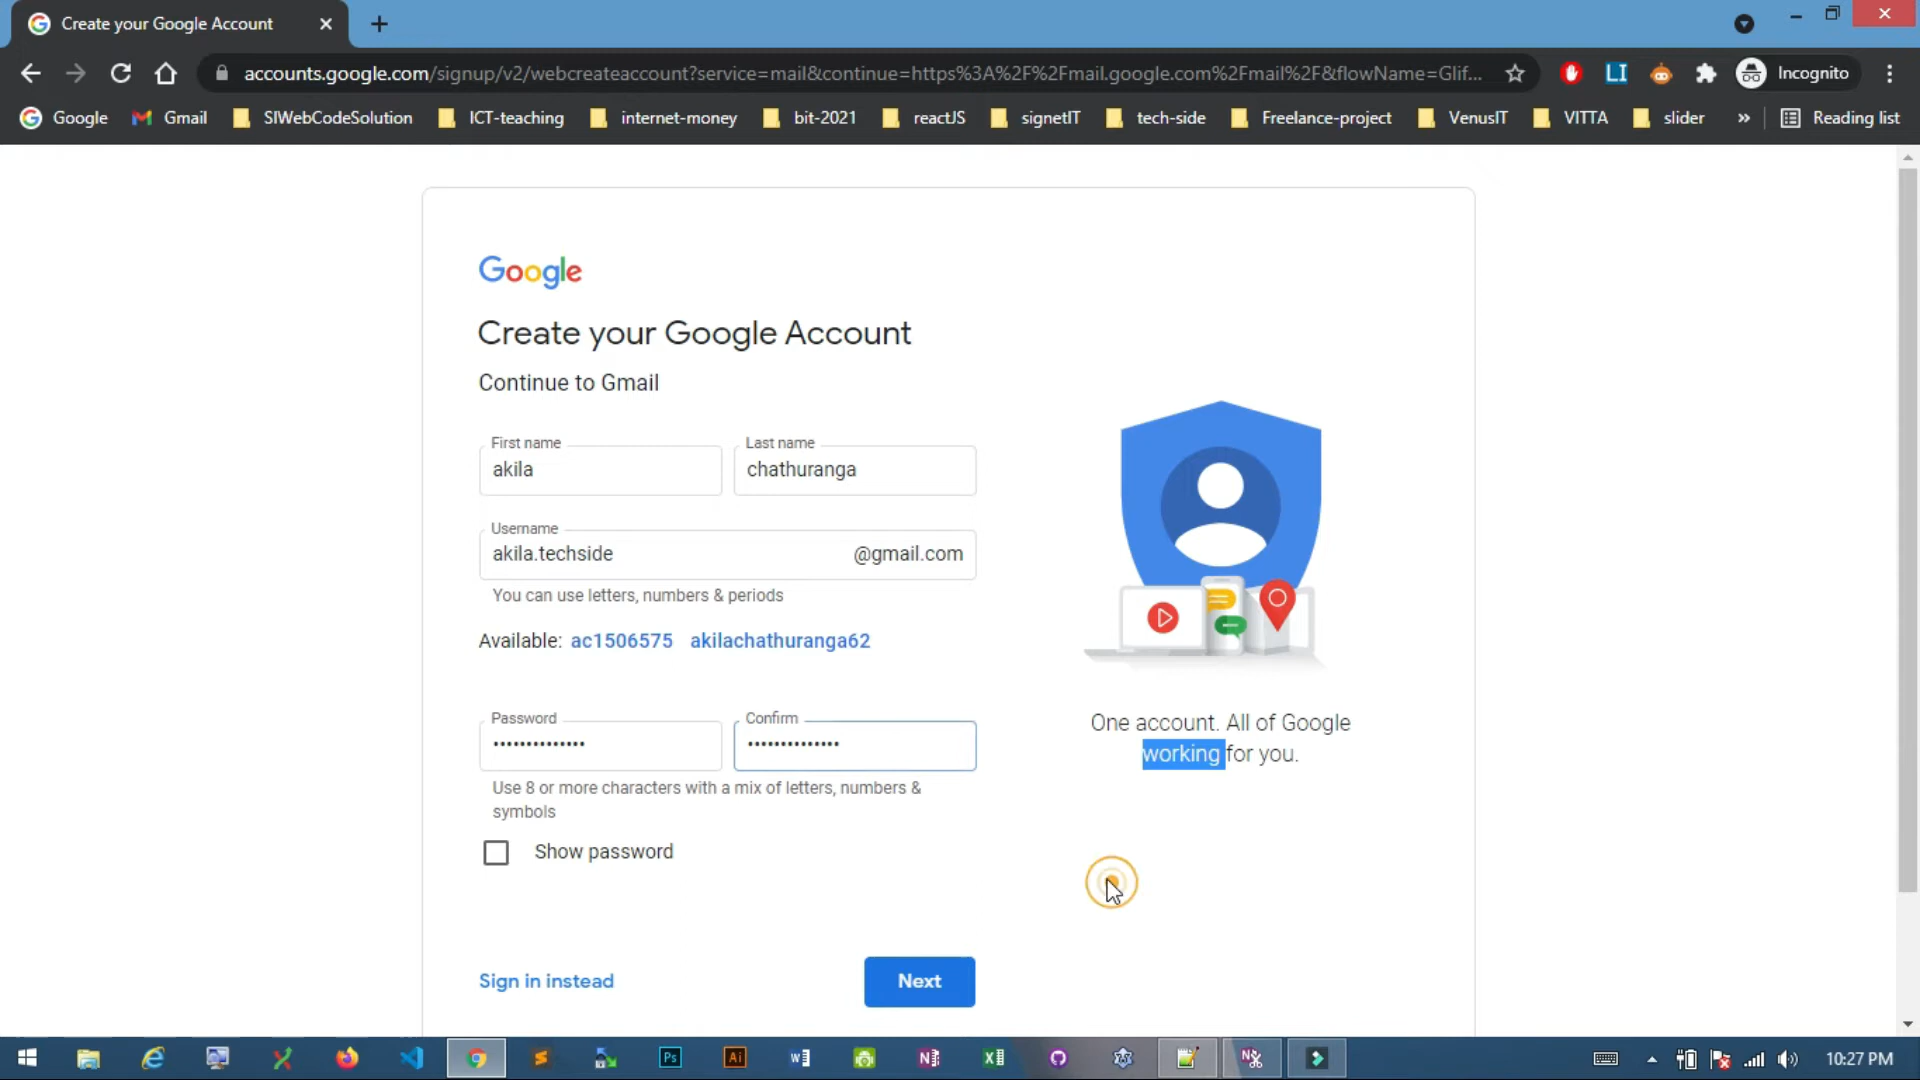 Create your Google Account
accounts.google.com/signup/v2/webcreateaccount?service=mail&continue=https%3A%2F%2Fmail.google.com%2Fmail%2F&flowName=Glif...
LI
Incognito
Google Gmail SIWebCodeSolution ICT-teaching internet-money bit-2021 reactJS signetIT tech-side Freelance-project VenusIT VITTA slider » Reading list
Google
Create your Google Account
Continue to Gmail
First name Last name
akila chathuranga
Username
akila.techside @gmail.com
You can use letters, numbers & periods
Available: ac1506575 akilachathuranga62
Password Confirm
•••••••••••••• ••••••••••••••
Use 8 or more characters with a mix of letters, numbers &
symbols
Show password
One account. All of Google
working for you.
Sign in instead Next
Ps Ai W N X N 10:27 PM